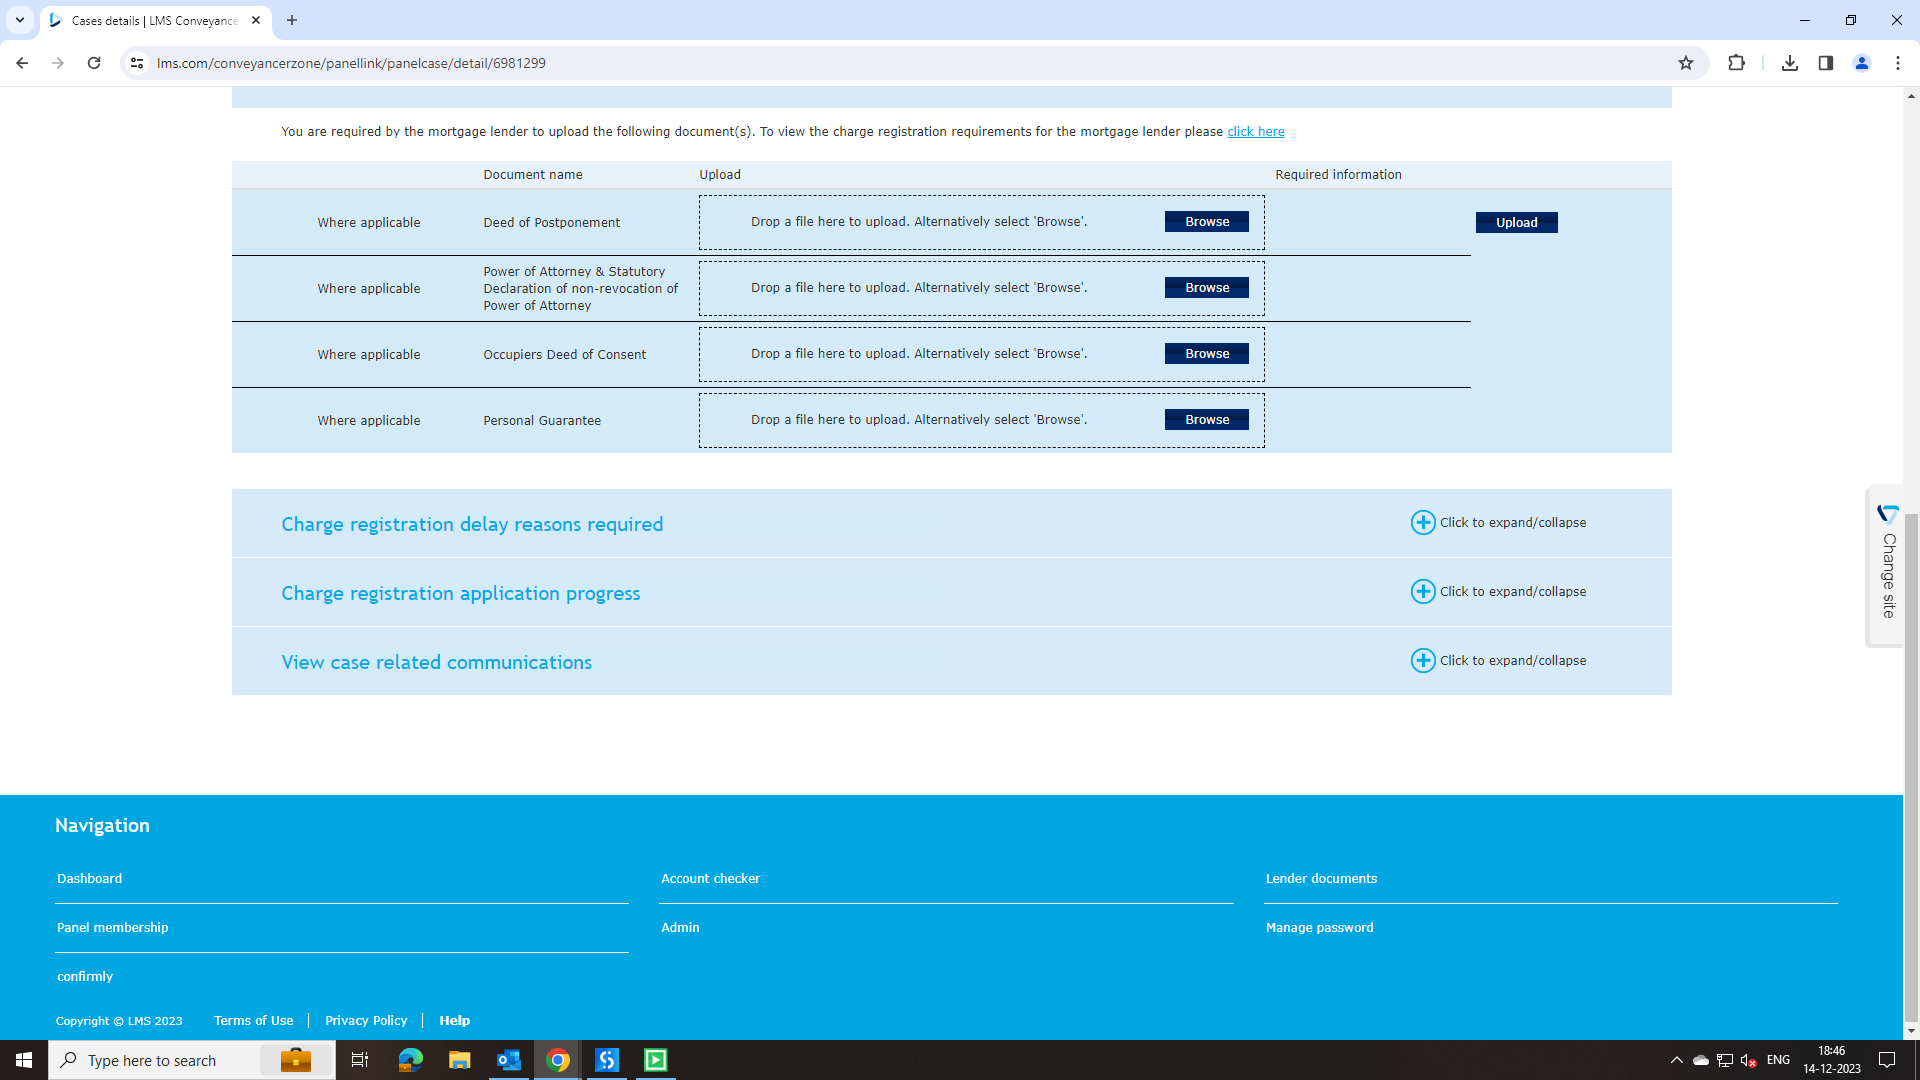 Cases details | LMS Conveyance
lms.com/conveyancerzone/panellink/panelcase/detail/6981299
You are required by the mortgage lender to upload the following document(s). To view the charge registration requirements for the mortgage lender please click here
Document name Upload Required information
Where applicable Deed of Postponement Drop a file here to upload. Alternatively select 'Browse'. Browse Upload
Where applicable Power of Attorney & Statutory
Declaration of non-revocation of
Power of Attorney Drop a file here to upload. Alternatively select 'Browse'. Browse
Where applicable Occupiers Deed of Consent Drop a file here to upload. Alternatively select 'Browse'. Browse
Where applicable Personal Guarantee Drop a file here to upload. Alternatively select 'Browse'. Browse
Charge registration delay reasons required Click to expand/collapse
Charge registration application progress Click to expand/collapse
View case related communications Click to expand/collapse
Change site
Navigation
Dashboard Account checker Lender documents
Panel membership Admin Manage password
confirmly
Copyright © LMS 2023 Terms of Use Privacy Policy Help
Type here to search
ENG
18:46
14-12-2023